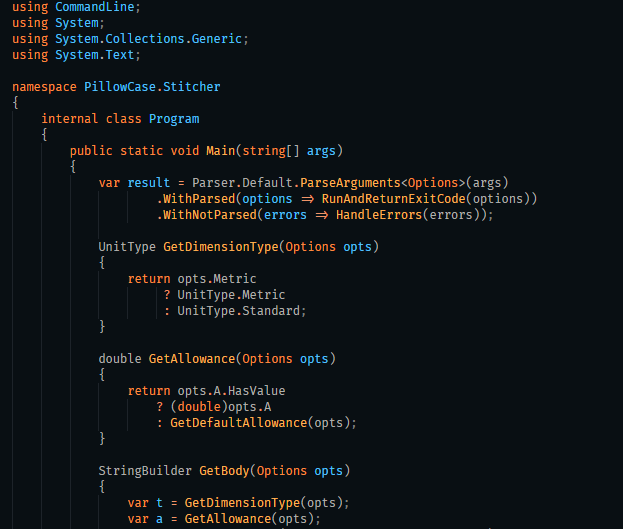 using CommandLine;
using System;
using System.Collections.Generic;
using System.Text;
namespace PillowCase.Stitcher
{
internal class Program
{
public static void Main(string[] args)
{
var result = Parser.Default.ParseArguments<Options>(args)
.WithParsed(options => RunAndReturnExitCode(options))
.WithNotParsed(errors => HandleErrors(errors));
UnitType GetDimensionType(Options opts)
{
return opts.Metric
? UnitType.Metric
: UnitType.Standard;
}
double GetAllowance(Options opts)
{
return opts.A.HasValue
? (double)opts.A
: GetDefaultAllowance(opts);
}
StringBuilder GetBody(Options opts)
{
var t = GetDimensionType(opts);
var a = GetAllowance(opts);